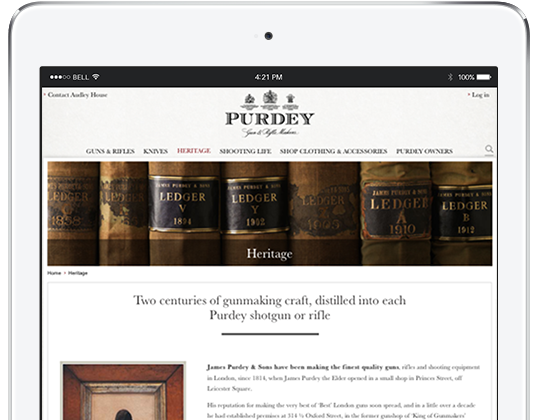 BELL
4:21 PM
100%
Contact Audley House
Log in
PURDEY
Gun & Rifle Makers
GUNS & RIFLES KNIVES HERITAGE SHOOTING LIFE SHOP CLOTHING & ACCESSORIES PURDEY OWNERS
1858
JAMES PURDEY & SONS
LEDGER
V
1894
JAMES PURDEY & SONS
LEDGER
Y
1902
LEDGER
A
1910
JAMES PURDEY & SONS
LEDGER
B
1912
Heritage
Home > Heritage
Two centuries of gunmaking craft, distilled into each
Purdey shotgun or rifle
James Purdey & Sons have been making the finest quality guns, rifles and shooting equipment
in London, since 1814, when James Purdey the Elder opened in a small shop in Princes Street, off
Leicester Square.
His reputation for making the very best of 'Best' London guns soon spread, and in a little over a decade
he had established premises at 314 ½ Oxford Street, in the former gunshop of 'King of Gunmakers'